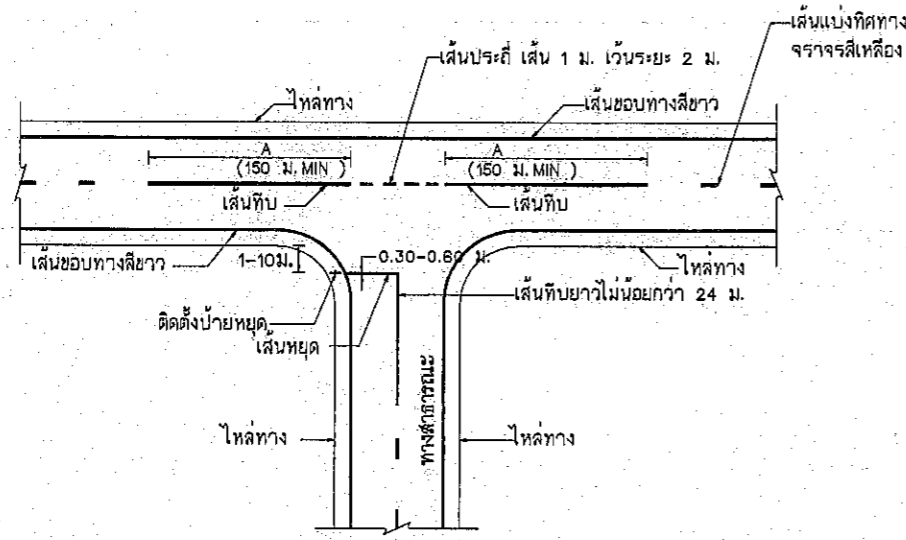 เส้นแบ่งทิศทาง
จราจรสีเหลือง
เส้นประถี่ เส้น 1 ม. เว้นระยะ 2 ม.
ไหล่ทาง
เส้นขอบทางสีขาว
A
(150 ม. MIN )
A
(150 ม. MIN )
เส้นทึบ
เส้นทึบ
เส้นขอบทางสีขาว
1-10ม.
0.30-0.60 ม.
ไหล่ทาง
เส้นทึบยาวไม่น้อยกว่า 24 ม.
ติดตั้งป้ายหยุด
เส้นหยุด
ทางสาธารณะ
ไหล่ทาง
ไหล่ทาง